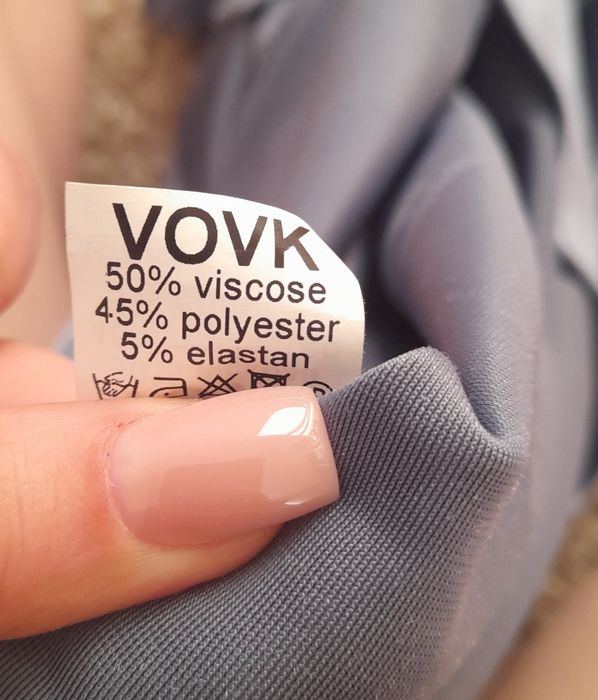 VOVK
50% viscose
45% polyester
5% elastan